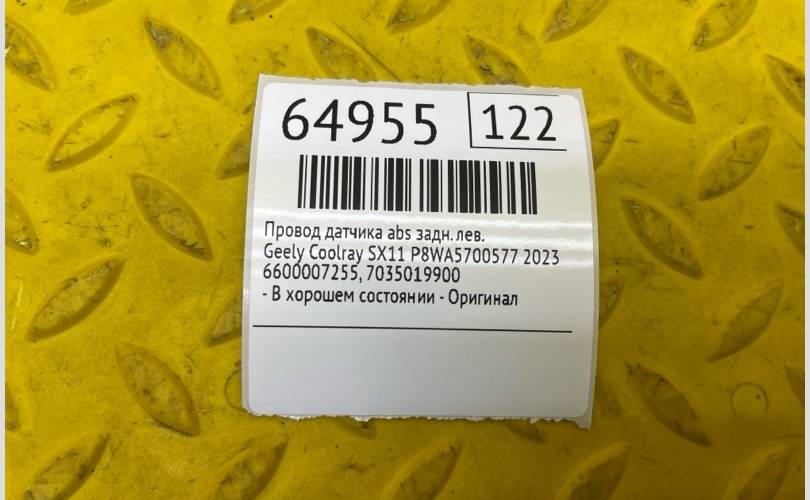 64955 122
Провод датчика abs задн. лев.
Geely Coolray SX11 P8WA5700577 2023
6600007255, 7035019900
- В хорошем состоянии - Оригинал